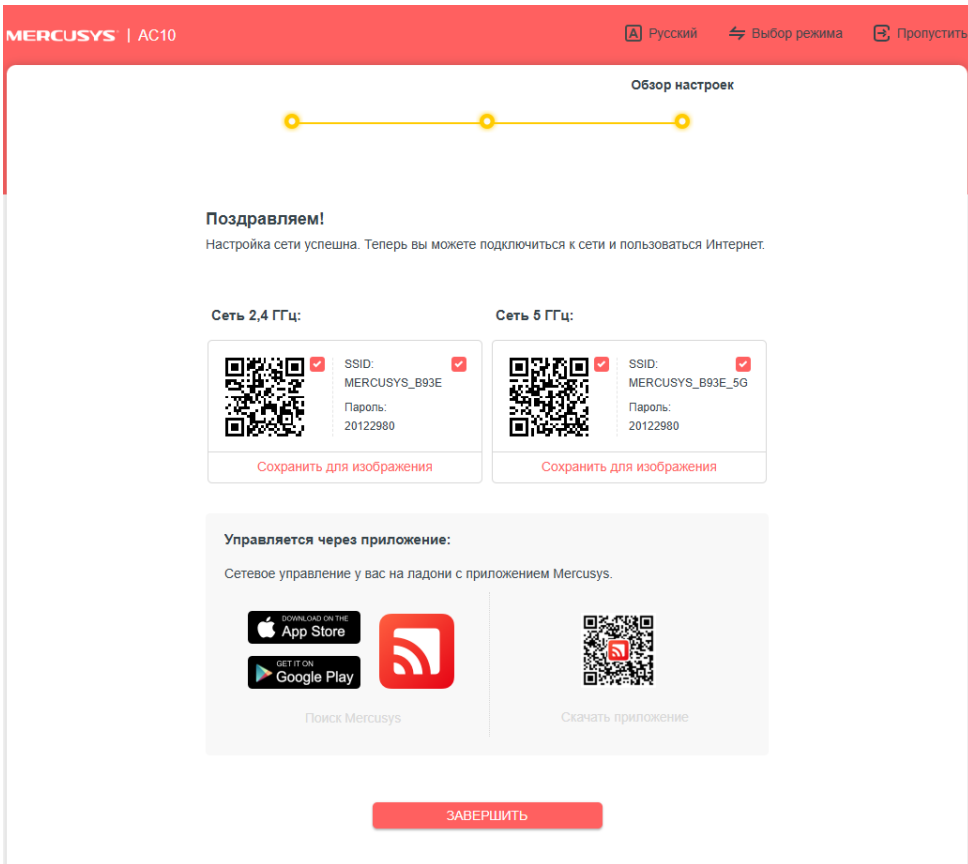 MERCUSYS | AC10
Русский
Выбор режима
Пропустить
Обзор настроек
Поздравляем!
Настройка сети успешна. Теперь вы можете подключиться к сети и пользоваться Интернет.
Сеть 2,4 ГГц:
SSID:
MERCUSYS_B93E
Пароль:
20122980
Сохранить для изображения
Сеть 5 ГГц:
SSID:
MERCUSYS_B93E_5G
Пароль:
20122980
Сохранить для изображения
Управляется через приложение:
Сетевое управление у вас на ладони с приложением Mercusys.
DOWNLOAD ON THE
App Store
GET IT ON
Google Play
Поиск Mercusys
Скачать приложение
ЗАВЕРШИТЬ